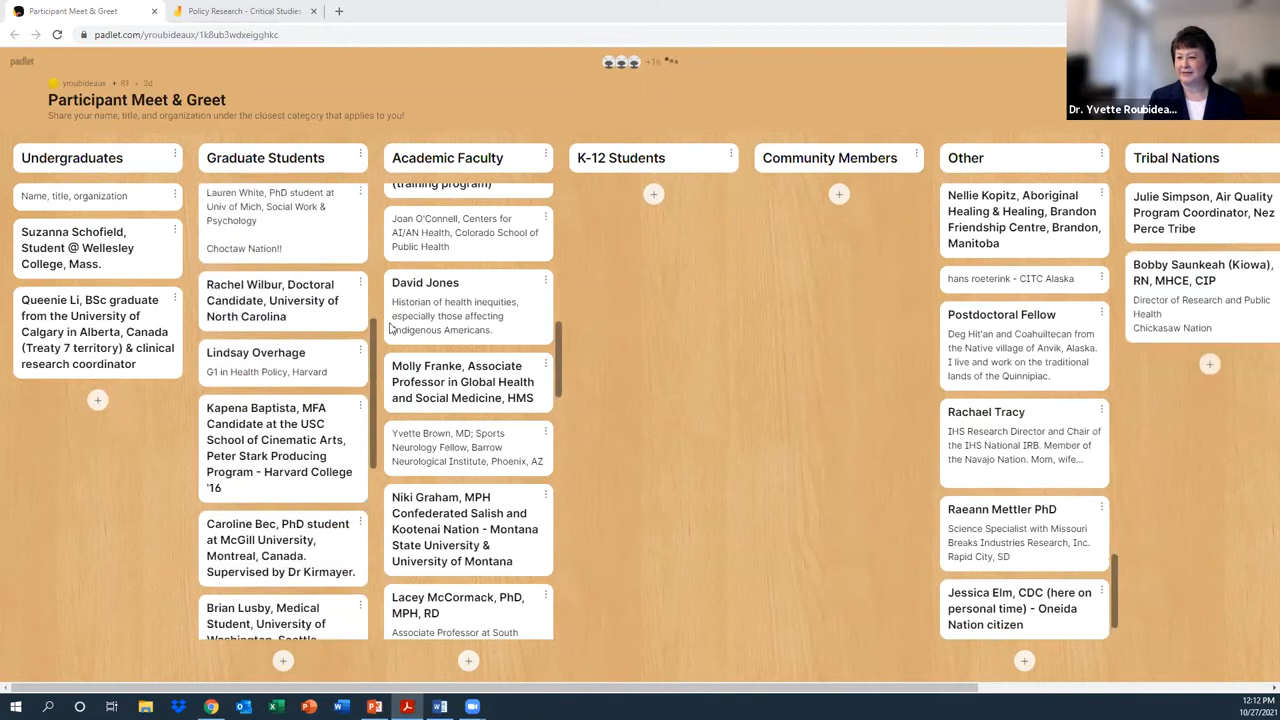 Participant Meet & Greet
Policy Research - Critical Studies
padlet.com/yroubideaux/1k8ub3wdxeigghkc
padlet
+16
yroubideaux + 81 • 2d
Participant Meet & Greet
Share your name, title, and organization under the closest category that applies to you!
Dr. Yvette Roubidea...
Undergraduates
Name, title, organization
Suzanna Schofield,
Student @ Wellesley
College, Mass.
Queenie Li, BSc graduate
from the University of
Calgary in Alberta, Canada
(Treaty 7 territory) & clinical
research coordinator
Graduate Students
Lauren White, PhD student at
Univ of Mich, Social Work &
Psychology
Choctaw Nation!!
Rachel Wilbur, Doctoral
Candidate, University of
North Carolina
Lindsay Overhage
G1 in Health Policy, Harvard
Kapena Baptista, MFA
Candidate at the USC
School of Cinematic Arts,
Peter Stark Producing
Program - Harvard College
'16
Caroline Bec, PhD student
at McGill University,
Montreal, Canada.
Supervised by Dr Kirmayer.
Brian Lusby, Medical
Student, University of
Washington, Seattle
Academic Faculty
(training program)
Joan O'Connell, Centers for
AI/AN Health, Colorado School of
Public Health
David Jones
Historian of health inequities,
especially those affecting
Indigenous Americans.
Molly Franke, Associate
Professor in Global Health
and Social Medicine, HMS
Yvette Brown, MD; Sports
Neurology Fellow, Barrow
Neurological Institute, Phoenix, AZ
Niki Graham, MPH
Confederated Salish and
Kootenai Nation - Montana
State University &
University of Montana
Lacey McCormack, PhD,
MPH, RD
Associate Professor at South
K-12 Students
Community Members
Other
Nellie Kopitz, Aboriginal
Healing & Healing, Brandon
Friendship Centre, Brandon,
Manitoba
hans roeterink - CITC Alaska
Postdoctoral Fellow
Deg Hit'an and Coahuiltecan from
the Native village of Anvik, Alaska.
I live and work on the traditional
lands of the Quinnipiac.
Rachael Tracy
IHS Research Director and Chair of
the IHS National IRB. Member of
the Navajo Nation. Mom, wife...
Raeann Mettler PhD
Science Specialist with Missouri
Breaks Industries Research, Inc.
Rapid City, SD
Jessica Elm, CDC (here on
personal time) - Oneida
Nation citizen
Tribal Nations
Julie Simpson, Air Quality
Program Coordinator, Nez
Perce Tribe
Bobby Saunkeah (Kiowa),
RN, MHCE, CIP
Director of Research and Public
Health
Chickasaw Nation
12:12 PM
10/27/2021